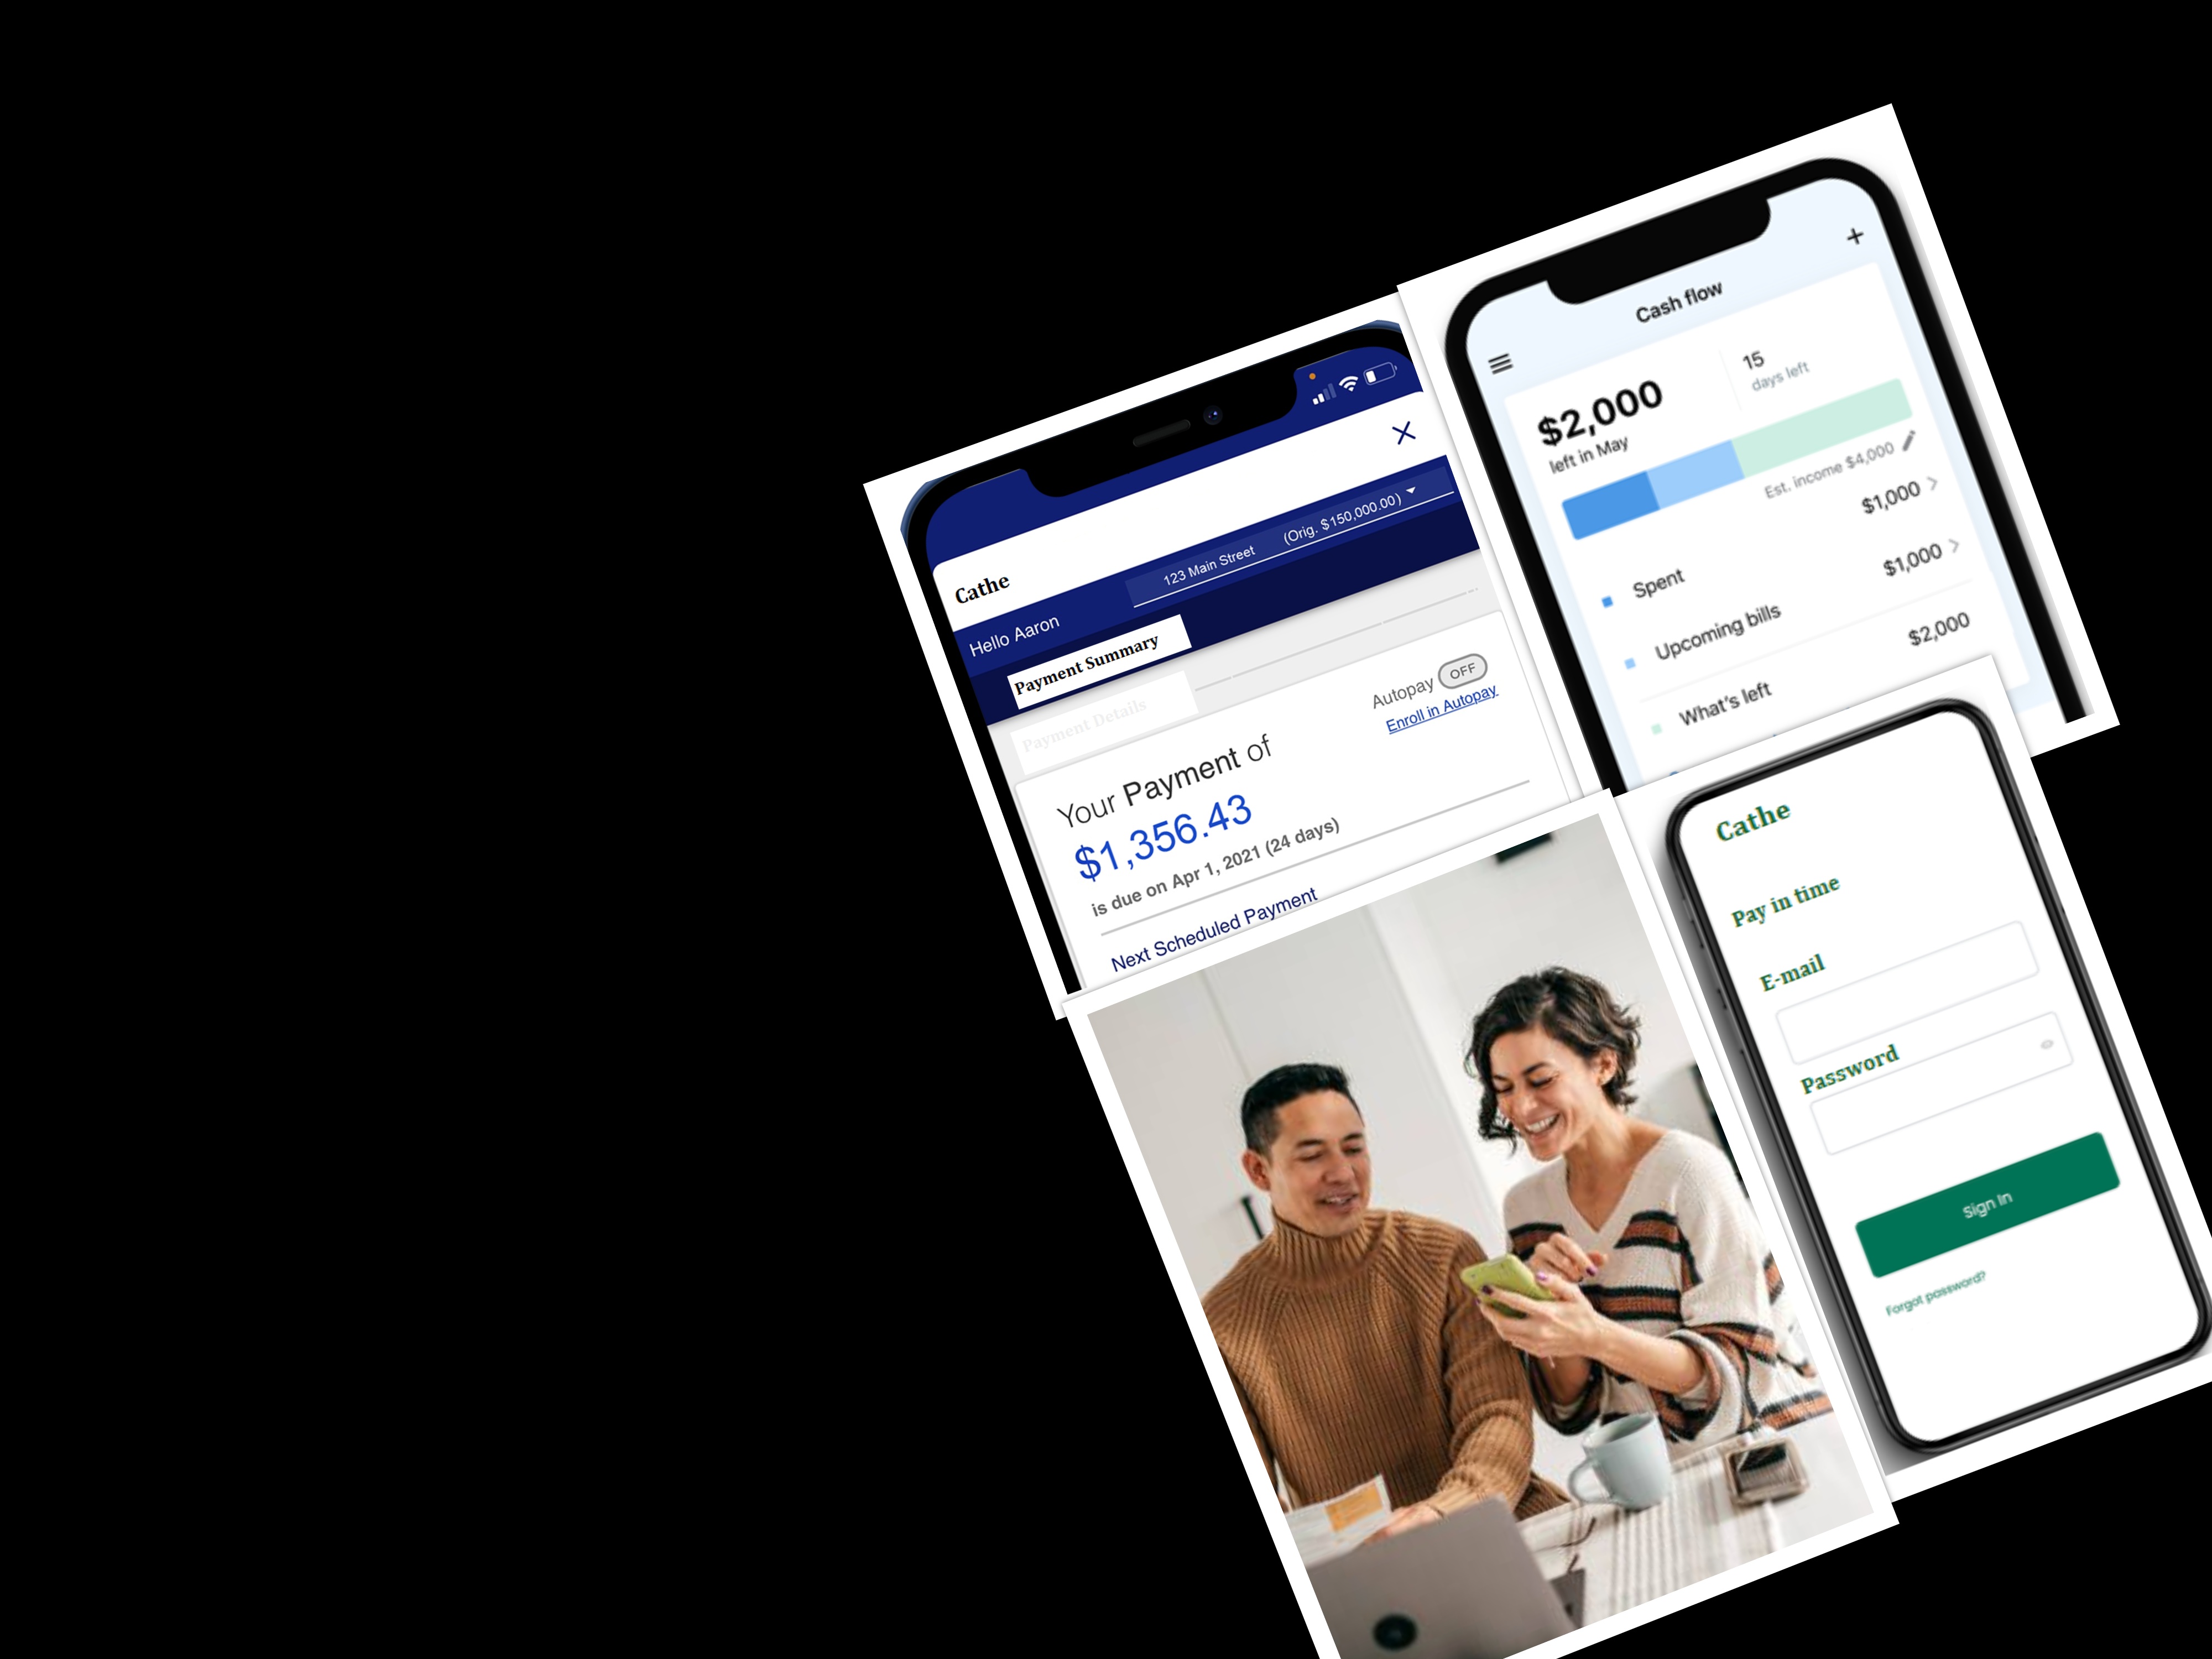 Cathe
Hello Aaron
123 Main Street (Orig. $150,000.00)
Payment Summary
Payment Details
Autopay OFF
Enroll in Autopay
Your Payment of
$1,356.43
is due on Apr 1, 2021 (24 days)
Next Scheduled Payment
Cash flow
$2,000
left in May
15
days left
Est. income $4,000
Spent $1,000
Upcoming bills $1,000
What's left $2,000
Cathe
Pay in time
E-mail
Password
Sign In
Forgot password?